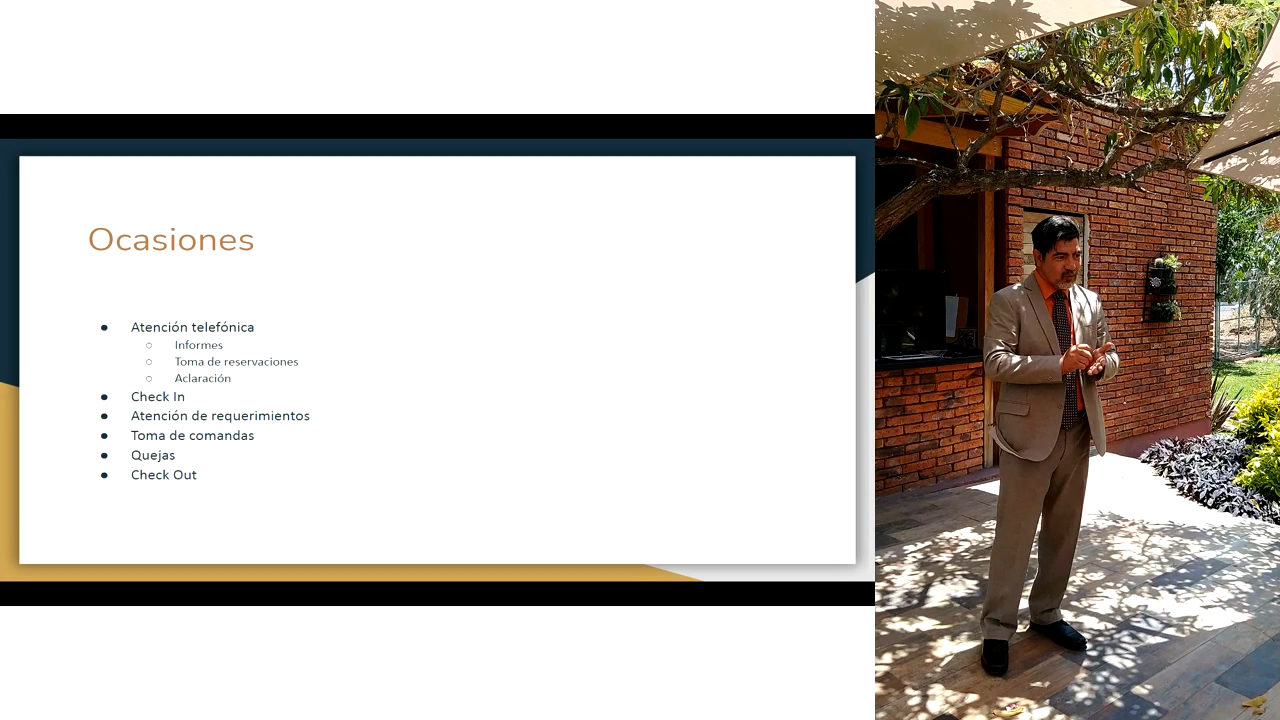 Ocasiones
● Atención telefónica
○ Informes
○ Toma de reservaciones
○ Aclaración
● Check In
● Atención de requerimientos
● Toma de comandas
● Quejas
● Check Out